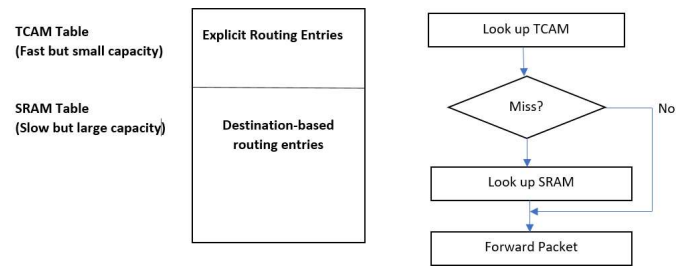 TCAM Table
(Fast but small capacity)
Explicit Routing Entries
SRAM Table
(Slow but large capacity)
Destination-based
routing entries
Look up TCAM
Miss?
No
Look up SRAM
Forward Packet